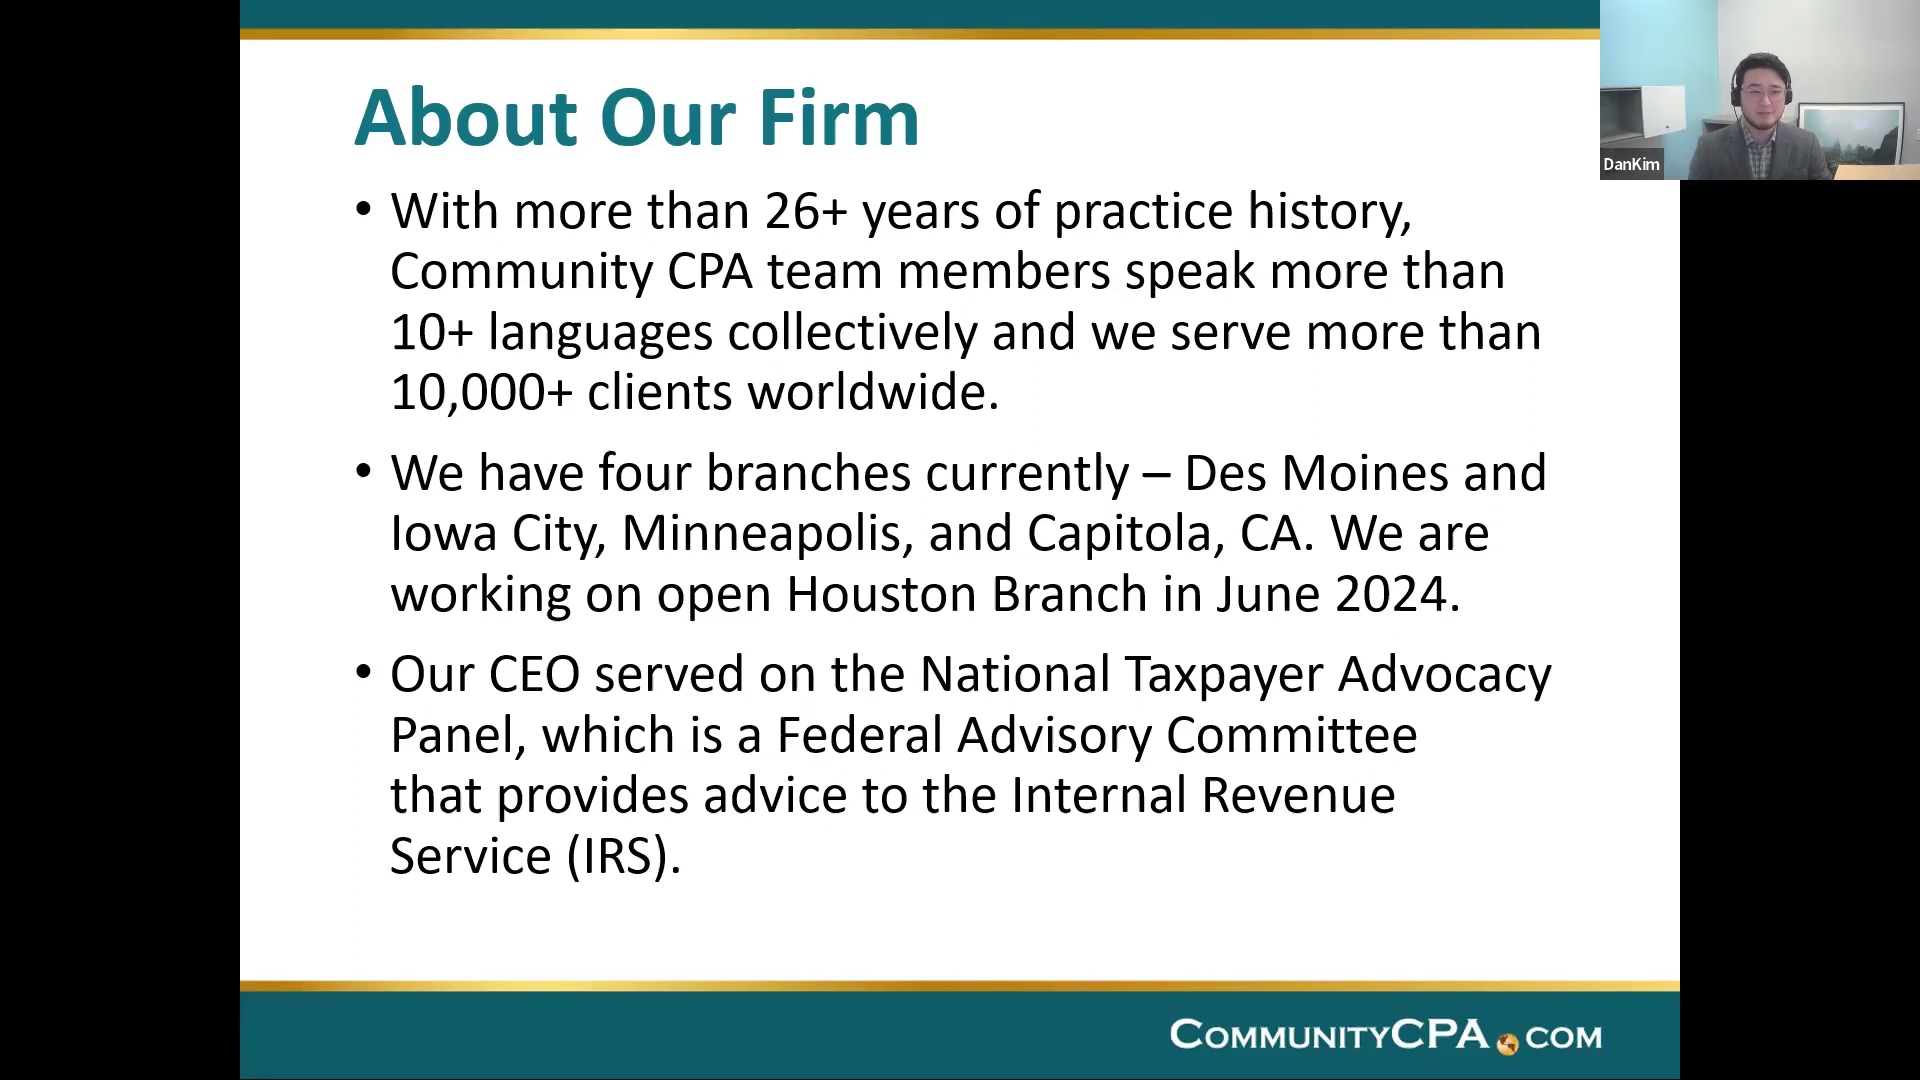 About Our Firm
DanKim
• With more than 26+ years of practice history,
Community CPA team members speak more than
10+ languages collectively and we serve more than
10,000+ clients worldwide.
• We have four branches currently – Des Moines and
Iowa City, Minneapolis, and Capitola, CA. We are
working on open Houston Branch in June 2024.
• Our CEO served on the National Taxpayer Advocacy
Panel, which is a Federal Advisory Committee
that provides advice to the Internal Revenue
Service (IRS).
COMMUNITYCPA.COM